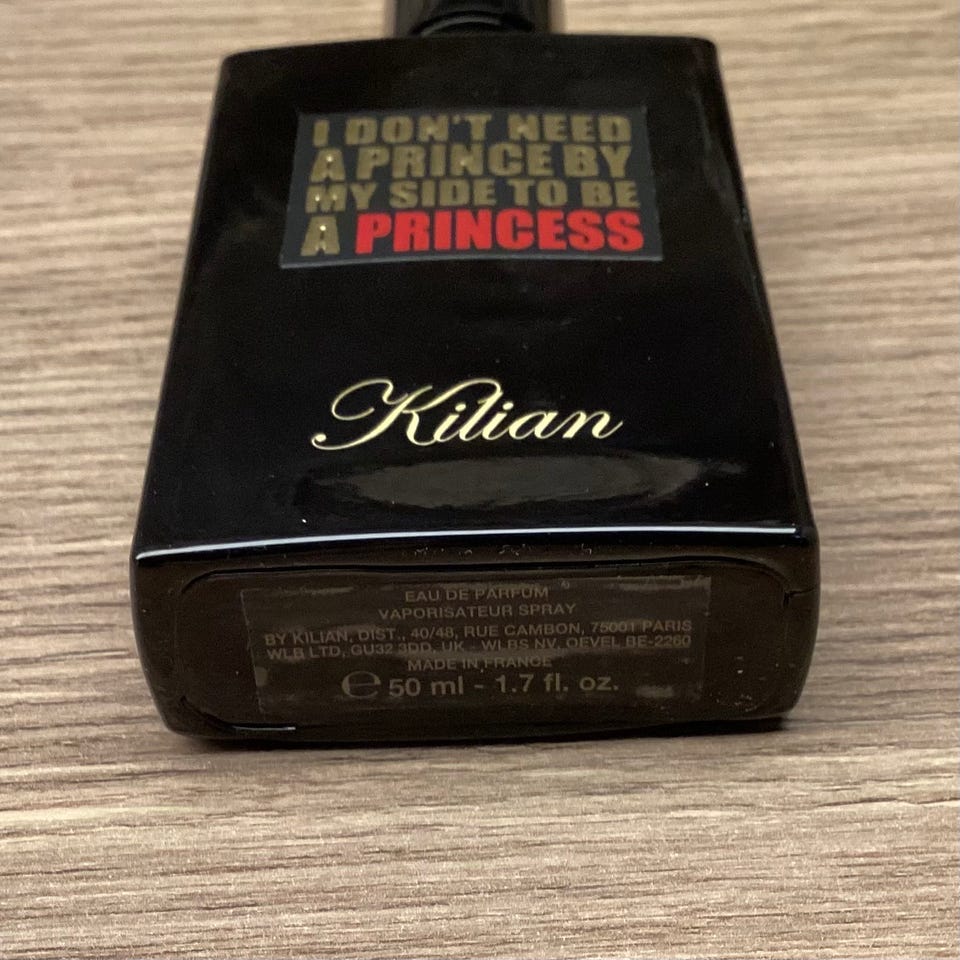 I DON'T NEED
A PRINCE BY
MY SIDE TO BE
A PRINCESS
Kilian
EAU DE PARFUM
VAPORISATEUR SPRAY
BY KILIAN, DIST., 40/48, RUE CAMBON, 75001 PARIS
WLB LTD, GU32 3DD, UK - WLBS NV, OEVEL BE-2260
MADE IN FRANCE
℮ 50 ml - 1.7 fl. oz.